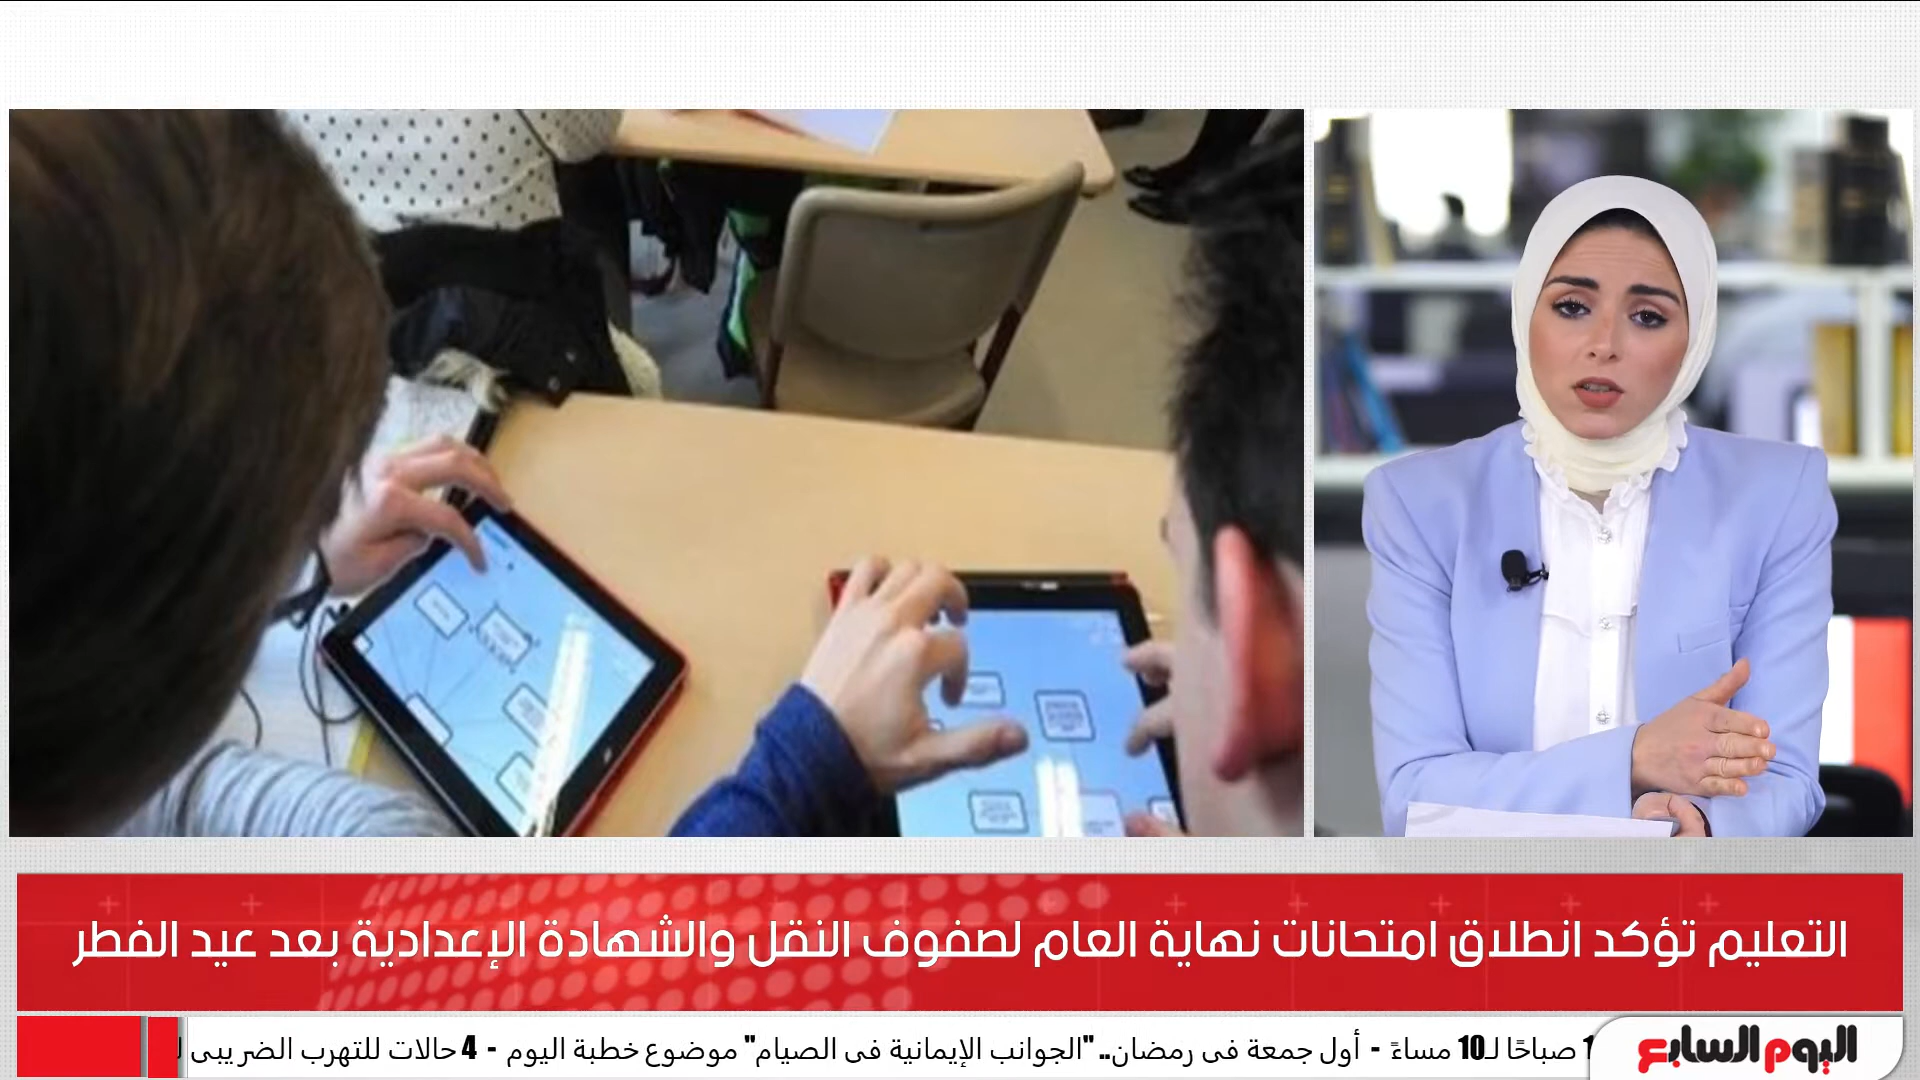 التعليم تؤكد انطلاق امتحانات نهاية العام لصفوف النقل والشهادة الإعدادية بعد عيد الفطر
صباحًا لـ10 مساءً - أول جمعة فى رمضان.. "الجوانب الإيمانية فى الصيام" موضوع خطبة اليوم - 4 حالات للتهرب الضريبى
اليوم السابع